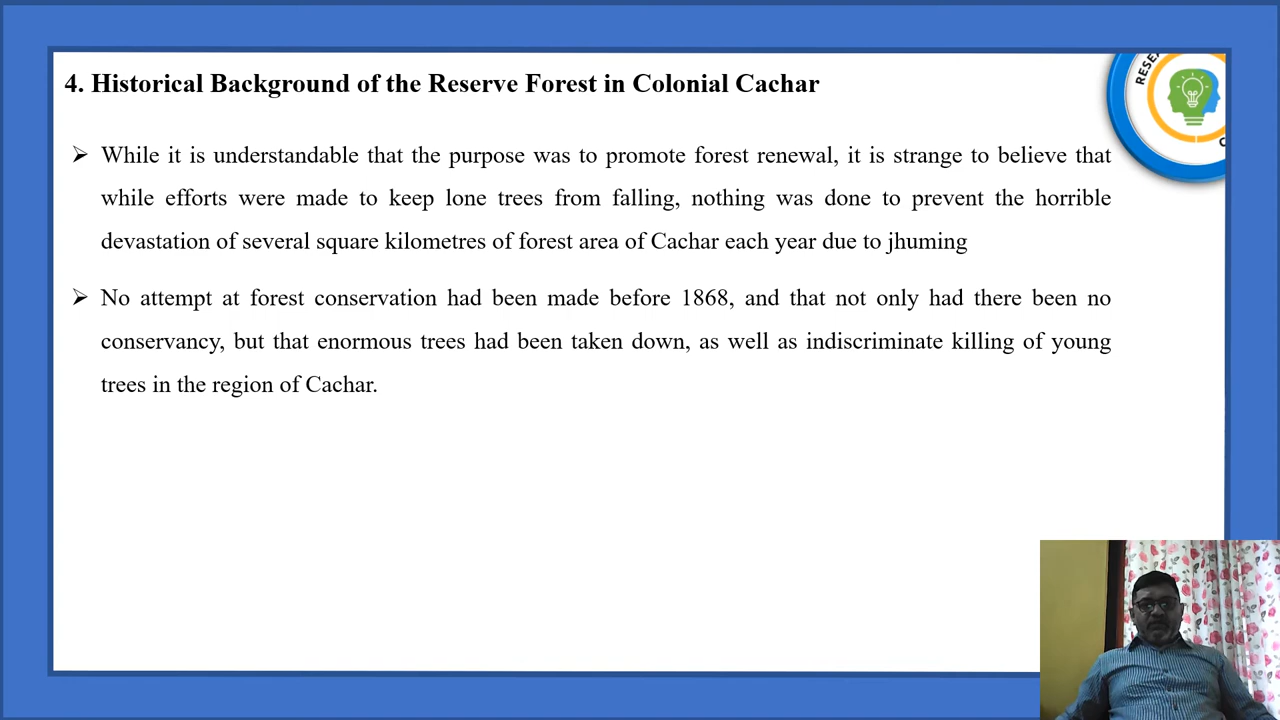 4. Historical Background of the Reserve Forest in Colonial Cachar
➢ While it is understandable that the purpose was to promote forest renewal, it is strange to believe that
while efforts were made to keep lone trees from falling, nothing was done to prevent the horrible
devastation of several square kilometres of forest area of Cachar each year due to jhuming
➢ No attempt at forest conservation had been made before 1868, and that not only had there been no
conservancy, but that enormous trees had been taken down, as well as indiscriminate killing of young
trees in the region of Cachar.